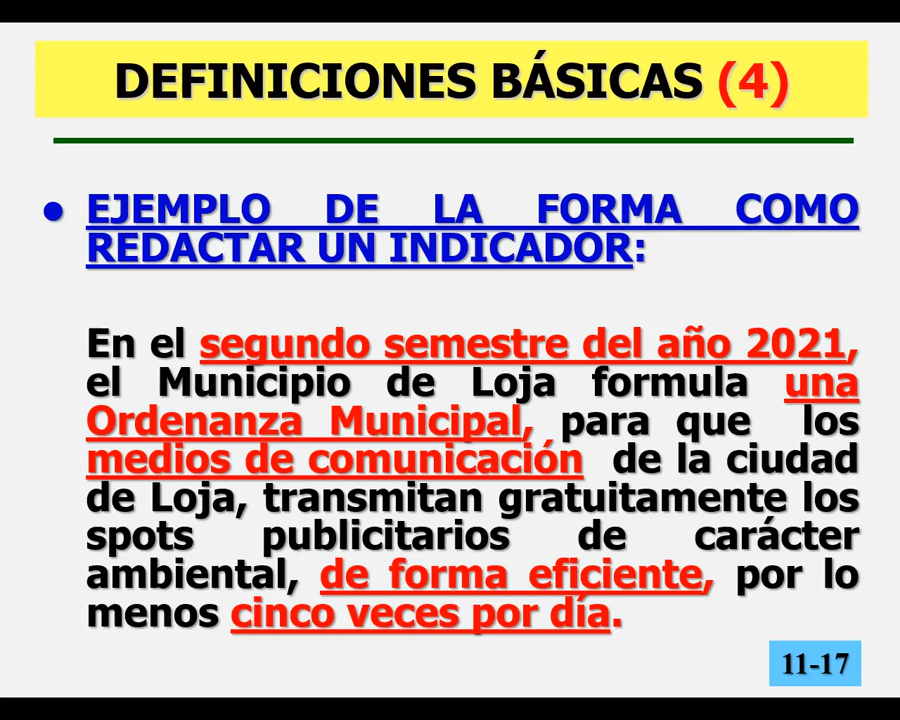 DEFINICIONES BÁSICAS (4)
● EJEMPLO DE LA FORMA COMO
REDACTAR UN INDICADOR:
En el segundo semestre del año 2021,
el Municipio de Loja formula una
Ordenanza Municipal, para que los
medios de comunicación de la ciudad
de Loja, transmitan gratuitamente los
spots publicitarios de carácter
ambiental, de forma eficiente, por lo
menos cinco veces por día.
11-17